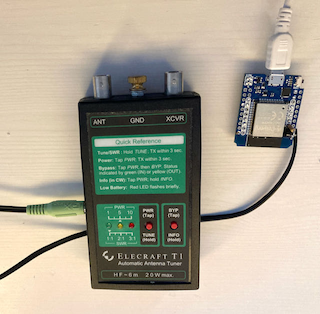 ANT GND XCVR
Quick Reference
Tune/SWR: Hold TUNE, TX within 3 sec.
Power: Tap PWR, TX within 3 sec.
Bypass: Tap PWR, then BYP. Status
indicated by green (IN) or yellow (OUT).
Info (in CW): Tap PWR; hold INFO.
Low Battery: Red LED flashes briefly.
PWR
1 5 10
1:1 2:1 3:1
SWR
PWR
(Tap)
TUNE
(Hold)
BYP
(Tap)
INFO
(Hold)
ELECRAFT T1
Automatic Antenna Tuner
HF - 6 m 20 W max.